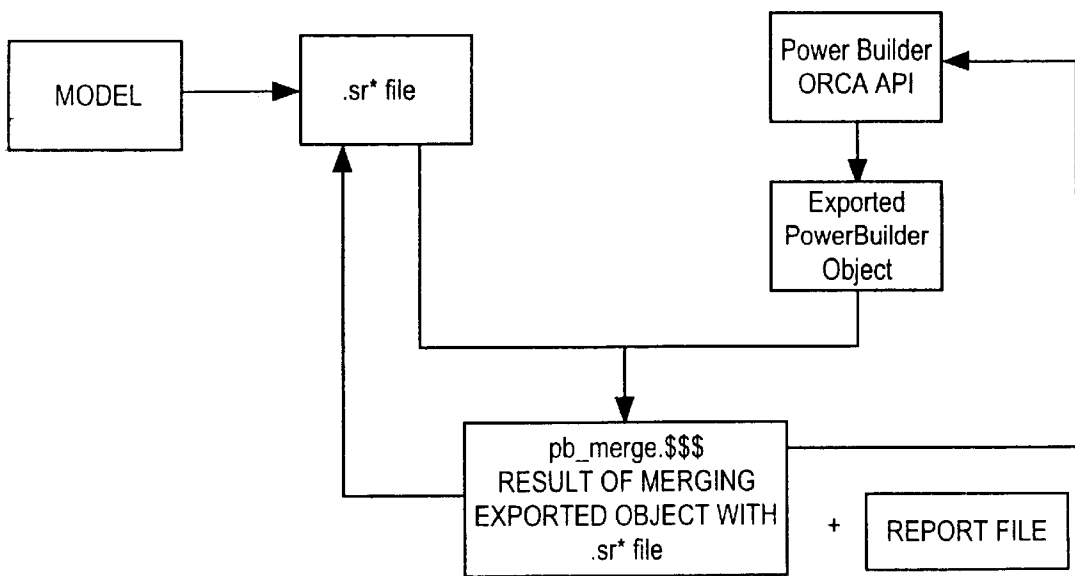 MODEL
.sr* file
Power Builder
ORCA API
Exported
PowerBuilder
Object
pb_merge.$$$
RESULT OF MERGING
EXPORTED OBJECT WITH
.sr* file
+
REPORT FILE